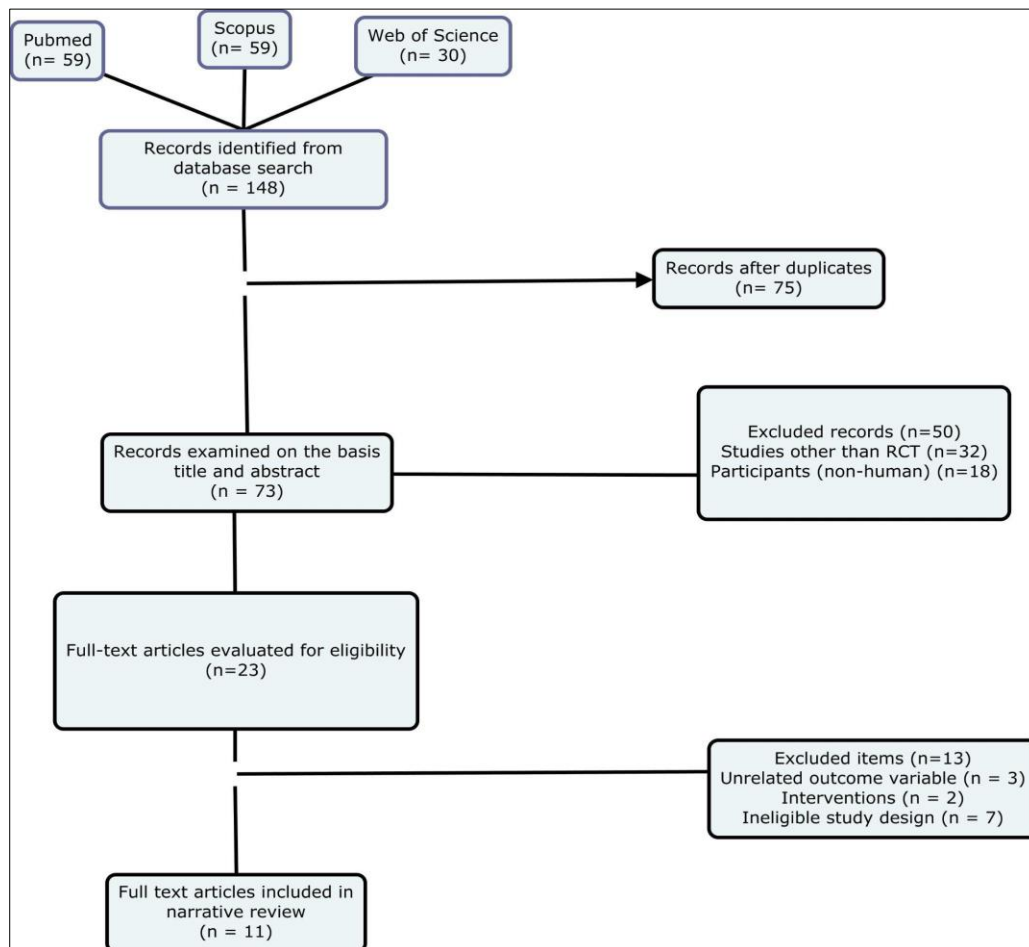 Pubmed
(n= 59)
Scopus
(n= 59)
Web of Science
(n= 30)
Records identified from
database search
(n = 148)
Records after duplicates
(n= 75)
Records examined on the basis
title and abstract
(n = 73)
Excluded records (n=50)
Studies other than RCT (n=32)
Participants (non-human) (n=18)
Full-text articles evaluated for eligibility
(n=23)
Excluded items (n=13)
Unrelated outcome variable (n = 3)
Interventions (n = 2)
Ineligible study design (n = 7)
Full text articles included in
narrative review
(n = 11)